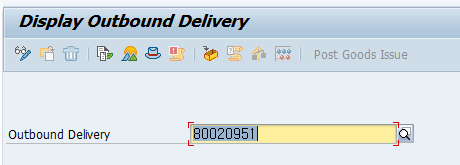 Display Outbound Delivery
Post Goods Issue
Outbound Delivery 80020951